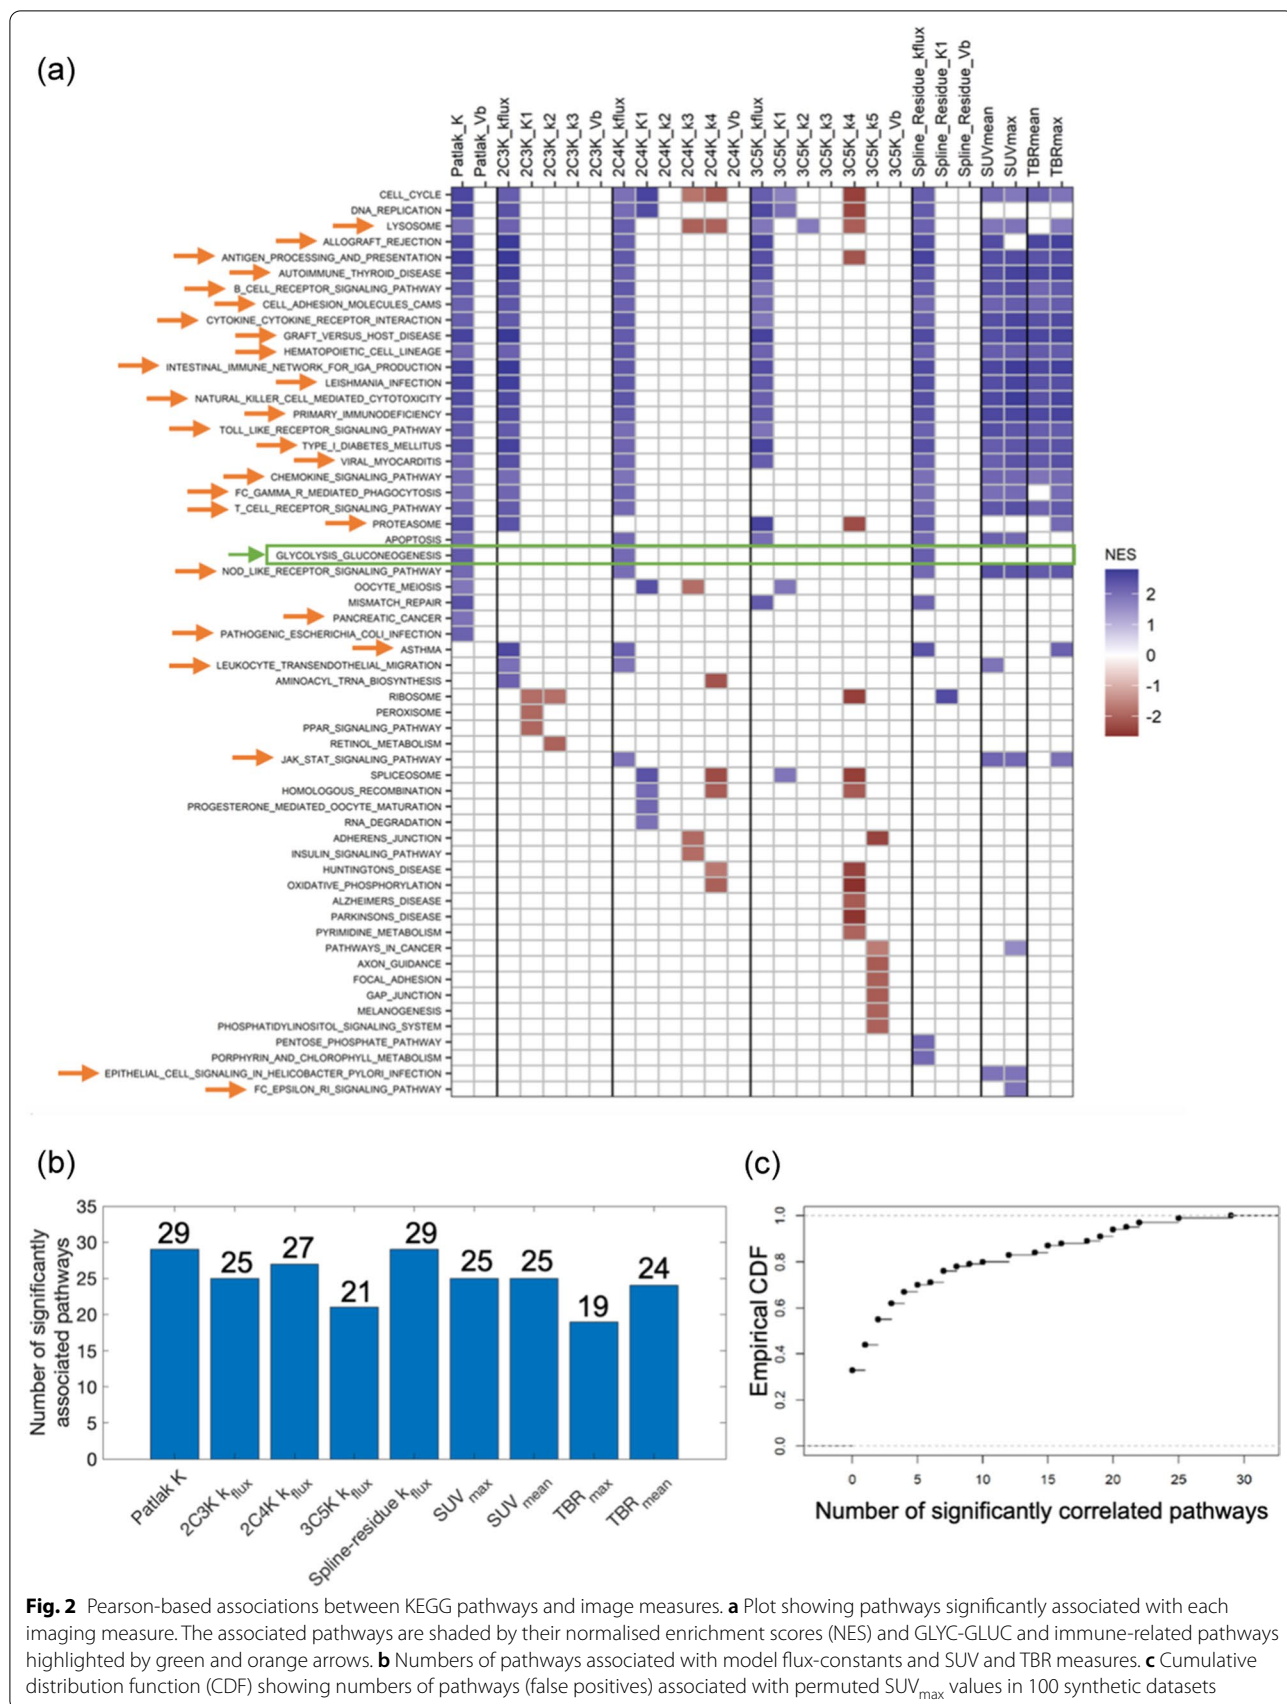 (a)
Patlak_K
Patlak_Vb
2C3K_kflux
2C3K_K1
2C3K_k2
2C3K_k3
2C3K_Vb
2C4K_kflux
2C4K_K1
2C4K_k2
2C4K_k3
2C4K_k4
2C4K_Vb
3C5K_kflux
3C5K_K1
3C5K_k2
3C5K_k3
3C5K_k4
3C5K_k5
3C5K_Vb
Spline_Residue_kflux
Spline_Residue_K1
Spline_Residue_Vb
SUVmean
SUVmax
TBRmean
TBRmax
CELL_CYCLE
DNA_REPLICATION
LYSOSOME
ALLOGRAFT_REJECTION
ANTIGEN_PROCESSING_AND_PRESENTATION
AUTOIMMUNE_THYROID_DISEASE
B_CELL_RECEPTOR_SIGNALING_PATHWAY
CELL_ADHESION_MOLECULES_CAMS
CYTOKINE_CYTOKINE_RECEPTOR_INTERACTION
GRAFT_VERSUS_HOST_DISEASE
HEMATOPOIETIC_CELL_LINEAGE
INTESTINAL_IMMUNE_NETWORK_FOR_IGA_PRODUCTION
LEISHMANIA_INFECTION
NATURAL_KILLER_CELL_MEDIATED_CYTOTOXICITY
PRIMARY_IMMUNODEFICIENCY
TOLL_LIKE_RECEPTOR_SIGNALING_PATHWAY
TYPE_I_DIABETES_MELLITUS
VIRAL_MYOCARDITIS
CHEMOKINE_SIGNALING_PATHWAY
FC_GAMMA_R_MEDIATED_PHAGOCYTOSIS
T_CELL_RECEPTOR_SIGNALING_PATHWAY
PROTEASOME
APOPTOSIS
GLYCOLYSIS_GLUCONEOGENESIS
NOD_LIKE_RECEPTOR_SIGNALING_PATHWAY
OOCYTE_MEIOSIS
MISMATCH_REPAIR
PANCREATIC_CANCER
PATHOGENIC_ESCHERICHIA_COLI_INFECTION
ASTHMA
LEUKOCYTE_TRANSENDOTHELIAL_MIGRATION
AMINOACYL_TRNA_BIOSYNTHESIS
RIBOSOME
PEROXISOME
PPAR_SIGNALING_PATHWAY
RETINOL_METABOLISM
JAK_STAT_SIGNALING_PATHWAY
SPLICEOSOME
HOMOLOGOUS_RECOMBINATION
PROGESTERONE_MEDIATED_OOCYTE_MATURATION
RNA_DEGRADATION
ADHERENS_JUNCTION
INSULIN_SIGNALING_PATHWAY
HUNTINGTONS_DISEASE
OXIDATIVE_PHOSPHORYLATION
ALZHEIMERS_DISEASE
PARKINSONS_DISEASE
PYRIMIDINE_METABOLISM
PATHWAYS_IN_CANCER
AXON_GUIDANCE
FOCAL_ADHESION
GAP_JUNCTION
MELANOGENESIS
PHOSPHATIDYLINOSITOL_SIGNALING_SYSTEM
PENTOSE_PHOSPHATE_PATHWAY
PORPHYRIN_AND_CHLOROPHYLL_METABOLISM
EPITHELIAL_CELL_SIGNALING_IN_HELICOBACTER_PYLORI_INFECTION
FC_EPSILON_RI_SIGNALING_PATHWAY
NES
2
1
0
-1
-2
(b)
Number of significantly
associated pathways
35
30
25
20
15
10
5
0
29
25
27
21
29
25
25
19
24
Patlak K
2C3K kflux
2C4K kflux
3C5K kflux
Spline-residue kflux
SUV max
SUV mean
TBR max
TBR mean
(c)
Empirical CDF
1.0
0.8
0.6
0.4
0.2
0.0
0 5 10 15 20 25 30
Number of significantly correlated pathways
Fig. 2 Pearson-based associations between KEGG pathways and image measures. a Plot showing pathways significantly associated with each
imaging measure. The associated pathways are shaded by their normalised enrichment scores (NES) and GLYC-GLUC and immune-related pathways
highlighted by green and orange arrows. b Numbers of pathways associated with model flux-constants and SUV and TBR measures. c Cumulative
distribution function (CDF) showing numbers of pathways (false positives) associated with permuted SUVmax values in 100 synthetic datasets